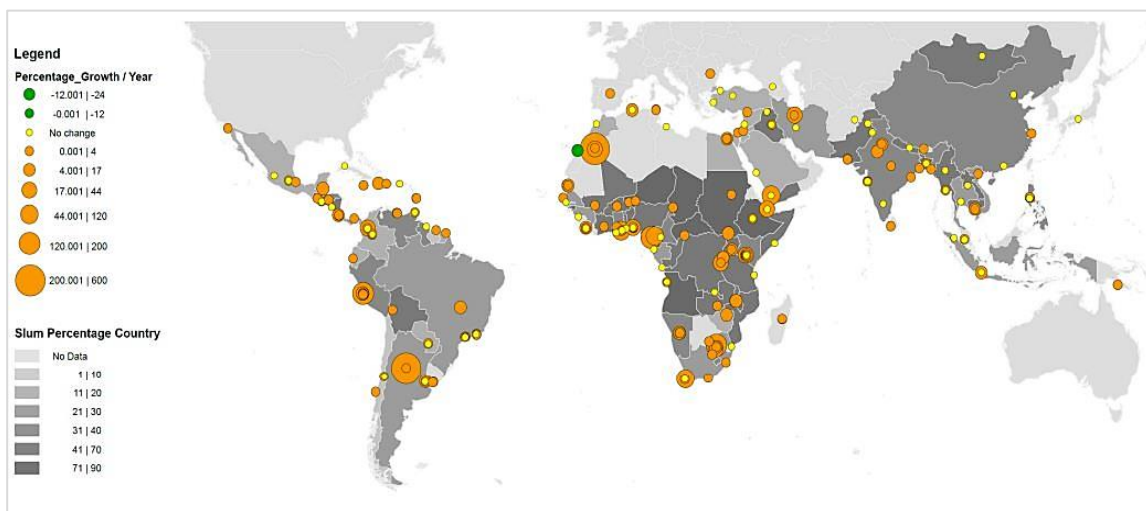 Legend
Percentage_Growth / Year
-12.001 | -24
-0.001 | -12
No change
0.001 | 4
4.001 | 17
17.001 | 44
44.001 | 120
120.001 | 200
200.001 | 600
Slum Percentage Country
No Data
1 | 10
11 | 20
21 | 30
31 | 40
41 | 70
71 | 90